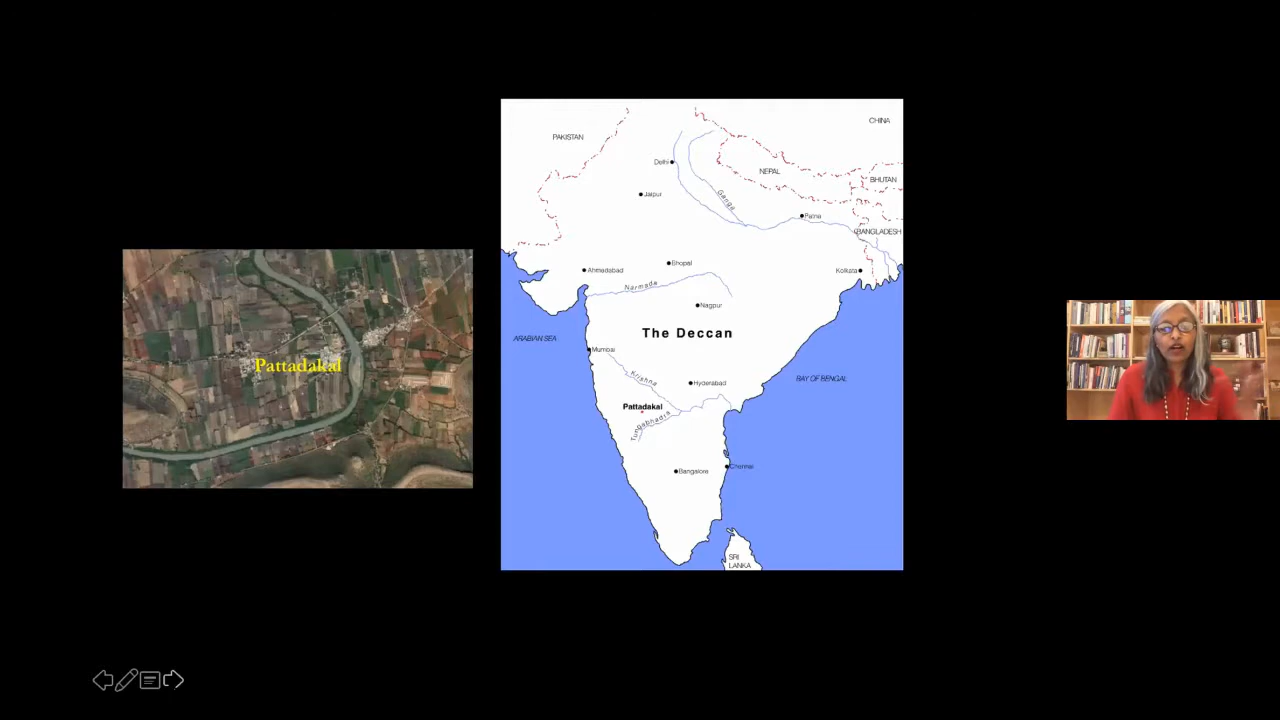 Pattadakal
CHINA
PAKISTAN
Delhi
NEPAL
BHUTAN
Jaipur
Ganga
Patna
BANGLADESH
Bhopal
Ahmadabad
Kolkata
Narmada
Nagpur
The Deccan
ARABIAN SEA
Mumbai
Krishna
Hyderabad
BAY OF BENGAL
Pattadakal
Tungabhadra
Bangalore
Chennai
SRI
LANKA